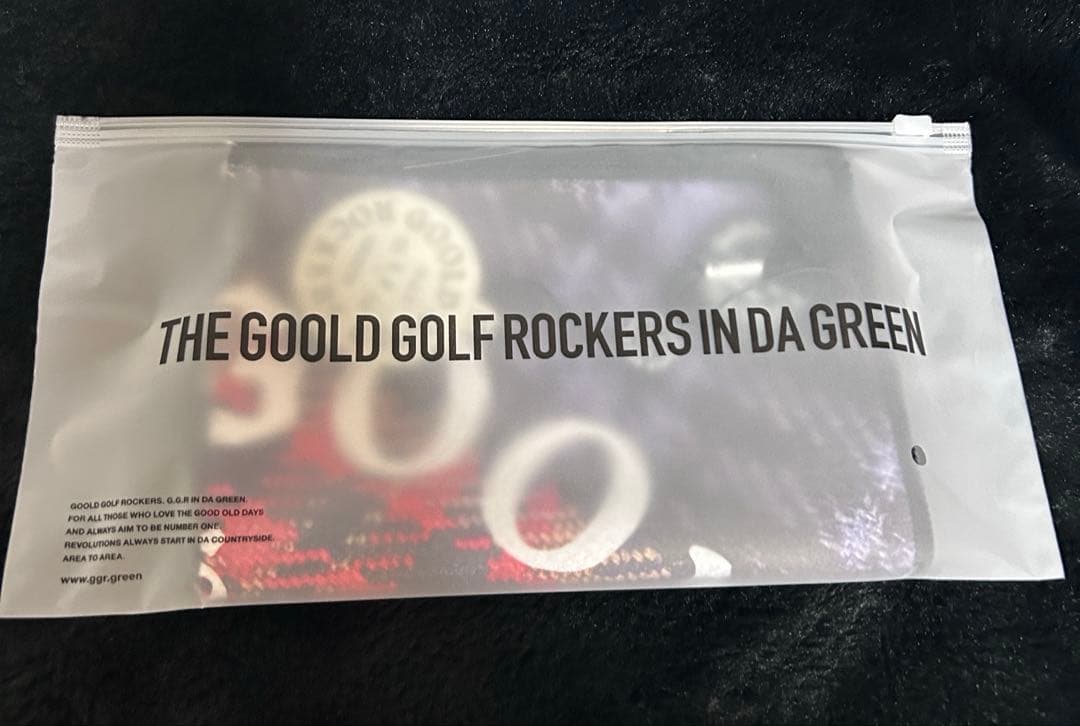 THE GOOLD GOLF ROCKERS IN DA GREEN
GOOLD GOLF ROCKERS. G.G.R IN DA GREEN.
FOR ALL THOSE WHO LOVE THE GOOD OLD DAYS
AND ALWAYS AIM TO BE NUMBER ONE.
REVOLUTIONS ALWAYS START IN DA COUNTRYSIDE.
AREA TO AREA.
www.ggr.green